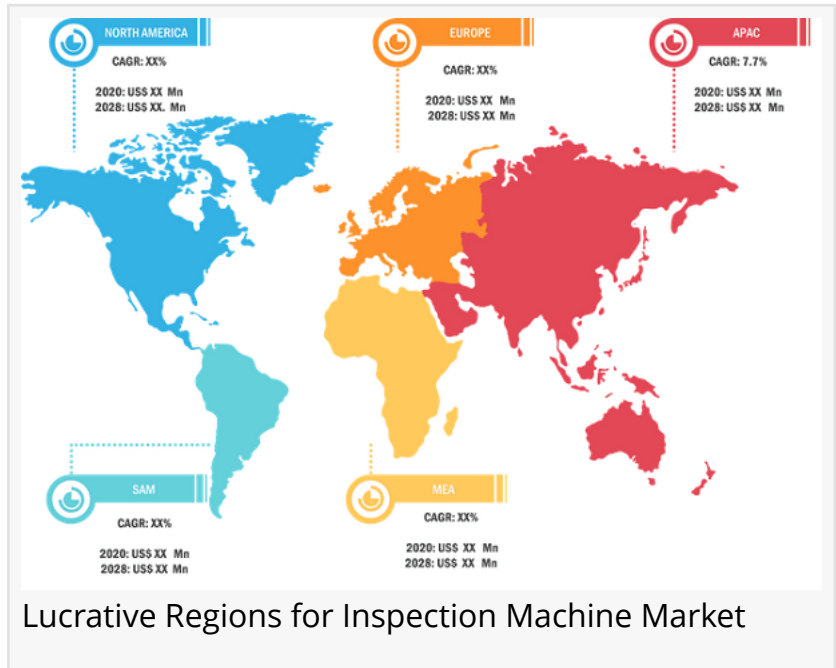 NORTH AMERICA
CAGR: XX%
2020: US$ XX Mn
2028: US$ XX. Mn
EUROPE
CAGR: XX%
2020: US$ XX Mn
2028: US$ XX Mn
APAC
CAGR: 7.7%
2020: US$ XX Mn
2028: US$ XX Mn
SAM
CAGR: XX%
2020: US$ XX Mn
2028: US$ XX Mn
MEA
CAGR: XX%
2020: US$ XX Mn
2028: US$ XX Mn
Lucrative Regions for Inspection Machine Market